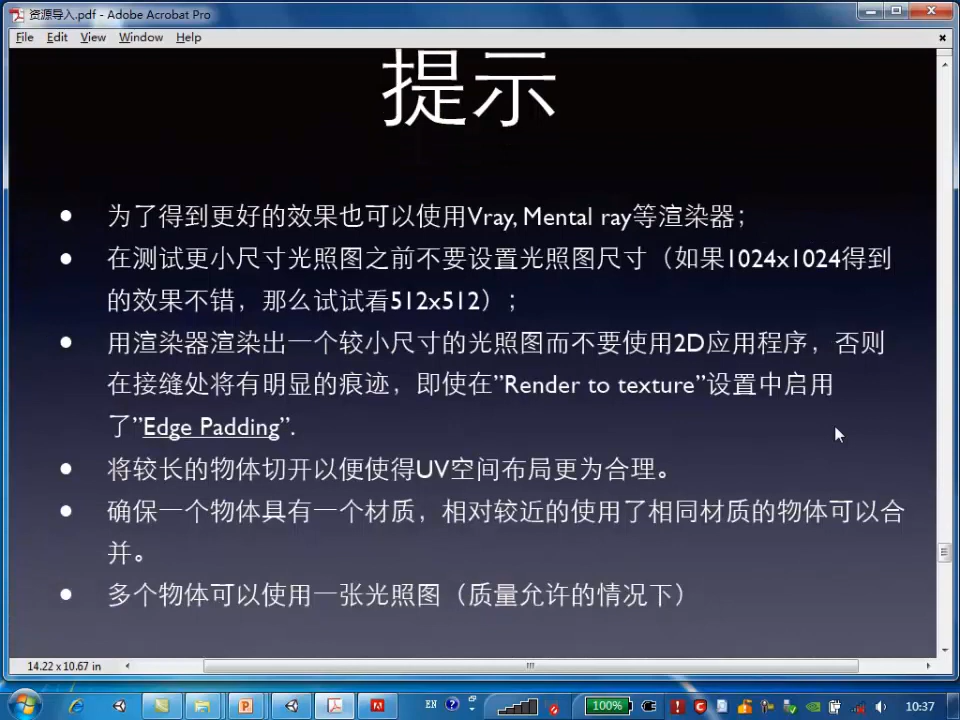 资源导入.pdf - Adobe Acrobat Pro
File Edit View Window Help
提示
为了得到更好的效果也可以使用Vray, Mental ray等渲染器；
在测试更小尺寸光照图之前不要设置光照图尺寸（如果1024x1024得到
的效果不错，那么试试看512x512）；
用渲染器渲染出一个较小尺寸的光照图而不要使用2D应用程序，否则
在接缝处将有明显的痕迹，即使在”Render to texture”设置中启用
了”Edge Padding”.
将较长的物体切开以便使得UV空间布局更为合理。
确保一个物体具有一个材质，相对较近的使用了相同材质的物体可以合
并。
多个物体可以使用一张光照图（质量允许的情况下）
14.22 x 10.67 in
EN 100% 10:37